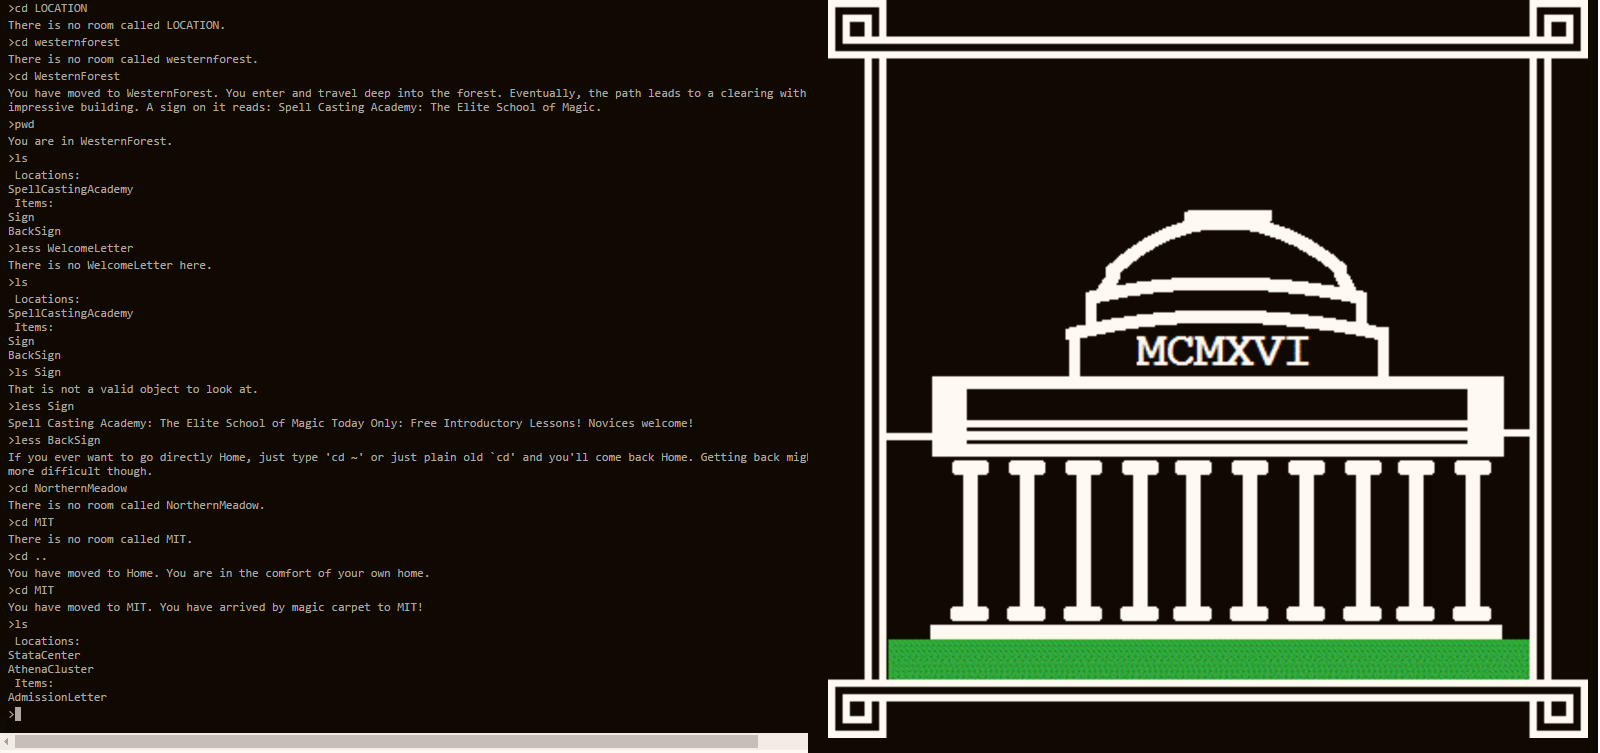 >cd LOCATION
There is no room called LOCATION.
>cd westernforest
There is no room called westernforest.
>cd WesternForest
You have moved to WesternForest. You enter and travel deep into the forest. Eventually, the path leads to a clearing with
impressive building. A sign on it reads: Spell Casting Academy: The Elite School of Magic.
>pwd
You are in WesternForest.
>ls
Locations:
SpellCastingAcademy
Items:
Sign
BackSign
>less WelcomeLetter
There is no WelcomeLetter here.
>ls
Locations:
SpellCastingAcademy
Items:
Sign
BackSign
>ls Sign
That is not a valid object to look at.
>less Sign
Spell Casting Academy: The Elite School of Magic Today Only: Free Introductory Lessons! Novices welcome!
>less BackSign
If you ever want to go directly Home, just type 'cd ~' or just plain old `cd' and you'll come back Home. Getting back
more difficult though.
>cd NorthernMeadow
There is no room called NorthernMeadow.
>cd MIT
There is no room called MIT.
>cd ..
You have moved to Home. You are in the comfort of your own home.
>cd MIT
You have moved to MIT. You have arrived by magic carpet to MIT!
>ls
Locations:
StataCenter
AthenaCluster
Items:
AdmissionLetter
>
MCMXVI